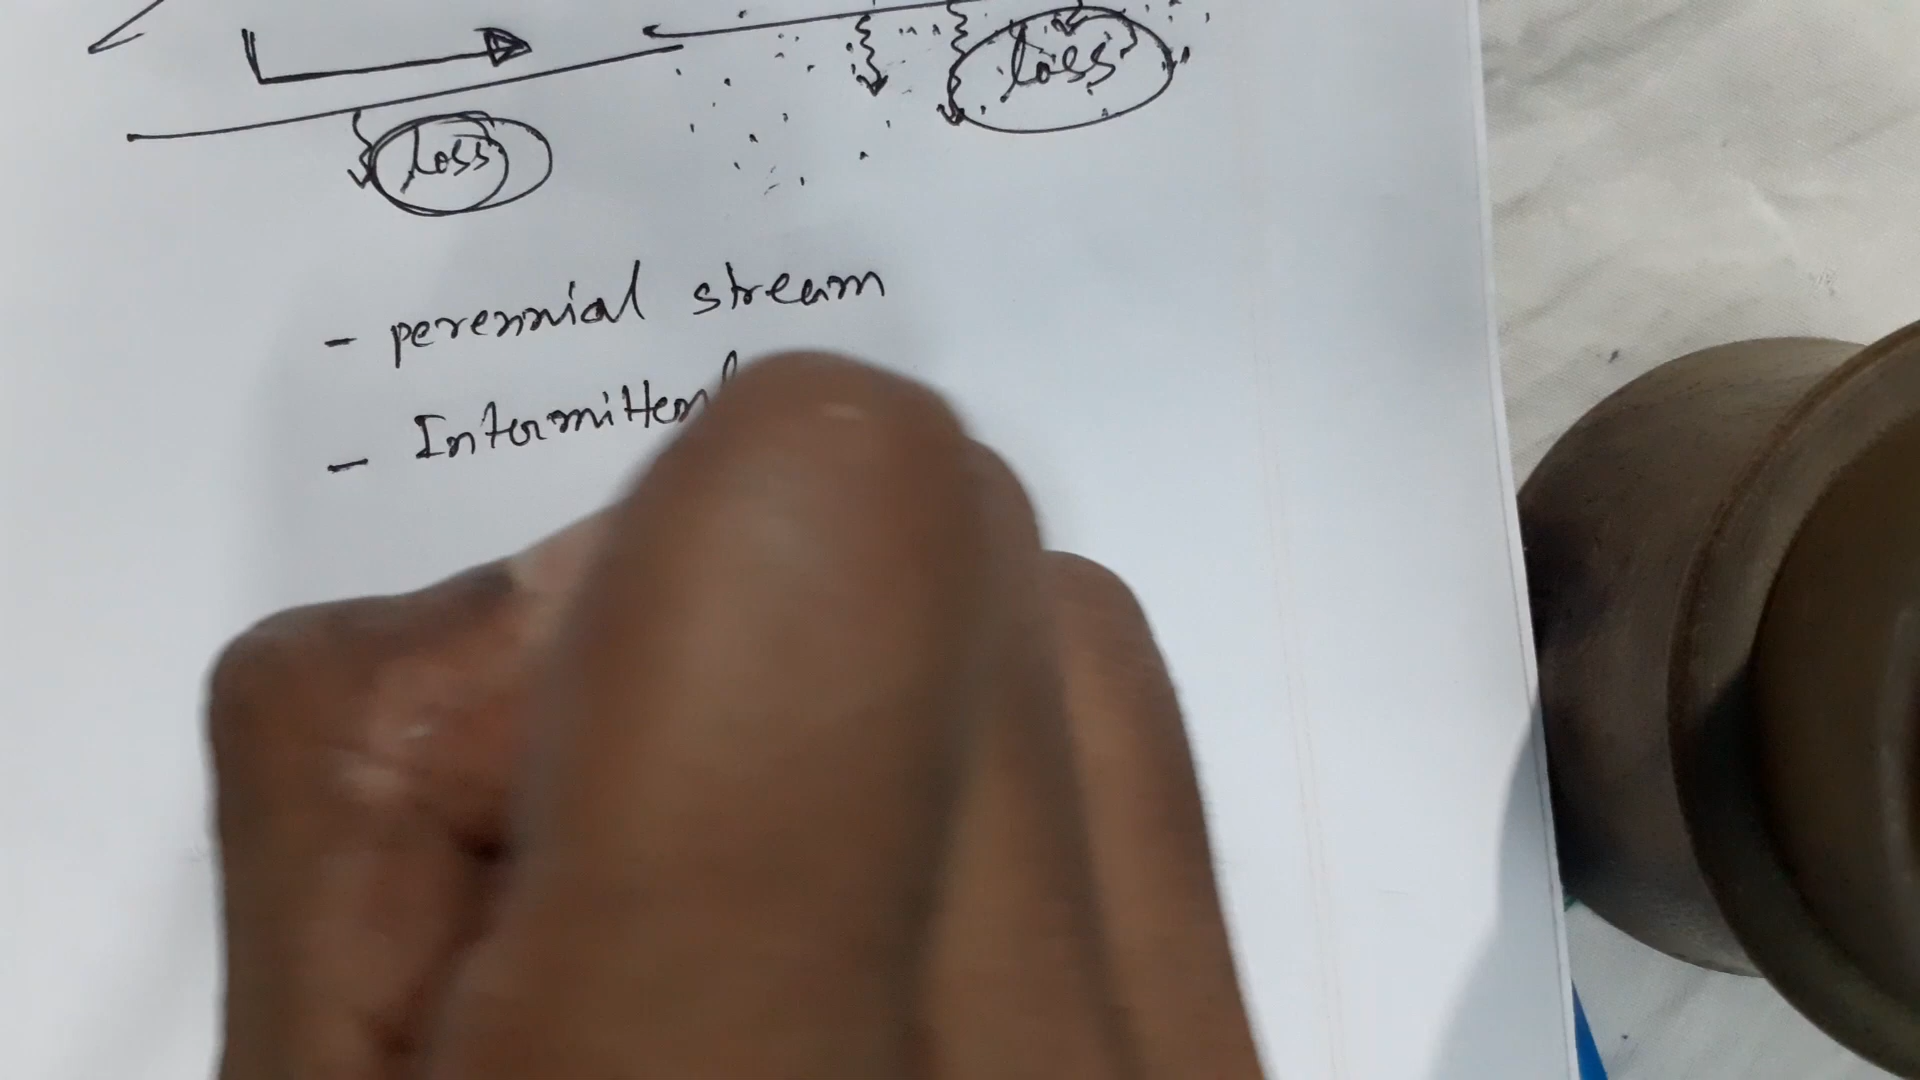 loss
loss
- perennial stream
- Intermitten